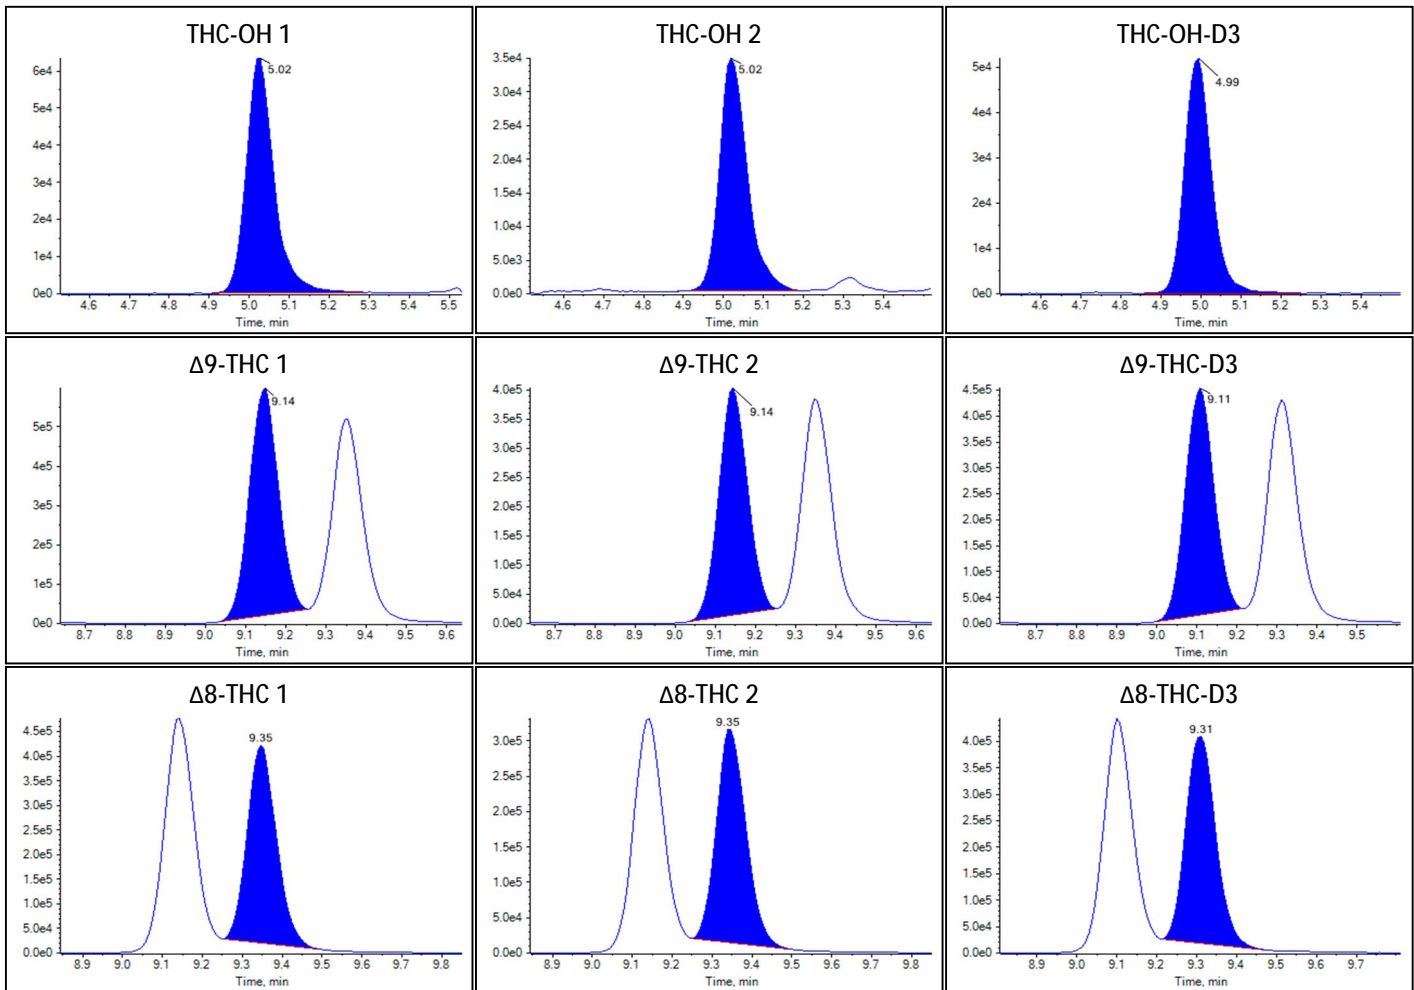 THC-OH 1
6e4
5e4
4e4
3e4
2e4
1e4
0e0
5.02
4.6 4.7 4.8 4.9 5.0 5.1 5.2 5.3 5.4 5.5
Time, min
THC-OH 2
3.5e4
3.0e4
2.5e4
2.0e4
1.5e4
1.0e4
5.0e3
0.0e0
5.02
4.6 4.7 4.8 4.9 5.0 5.1 5.2 5.3 5.4
Time, min
THC-OH-D3
5e4
4e4
3e4
2e4
1e4
0e0
4.99
4.6 4.7 4.8 4.9 5.0 5.1 5.2 5.3 5.4
Time, min
Δ9-THC 1
5e5
4e5
3e5
2e5
1e5
0e0
9.14
8.7 8.8 8.9 9.0 9.1 9.2 9.3 9.4 9.5 9.6
Time, min
Δ9-THC 2
4.0e5
3.5e5
3.0e5
2.5e5
2.0e5
1.5e5
1.0e5
5.0e4
0.0e0
9.14
8.7 8.8 8.9 9.0 9.1 9.2 9.3 9.4 9.5 9.6
Time, min
Δ9-THC-D3
4.5e5
4.0e5
3.5e5
3.0e5
2.5e5
2.0e5
1.5e5
1.0e5
5.0e4
0.0e0
9.11
8.7 8.8 8.9 9.0 9.1 9.2 9.3 9.4 9.5
Time, min
Δ8-THC 1
4.5e5
4.0e5
3.5e5
3.0e5
2.5e5
2.0e5
1.5e5
1.0e5
5.0e4
0.0e0
9.35
8.9 9.0 9.1 9.2 9.3 9.4 9.5 9.6 9.7 9.8
Time, min
Δ8-THC 2
3.0e5
2.5e5
2.0e5
1.5e5
1.0e5
5.0e4
0.0e0
9.35
8.9 9.0 9.1 9.2 9.3 9.4 9.5 9.6 9.7 9.8
Time, min
Δ8-THC-D3
4.0e5
3.5e5
3.0e5
2.5e5
2.0e5
1.5e5
1.0e5
5.0e4
0.0e0
9.31
8.9 9.0 9.1 9.2 9.3 9.4 9.5 9.6 9.7
Time, min